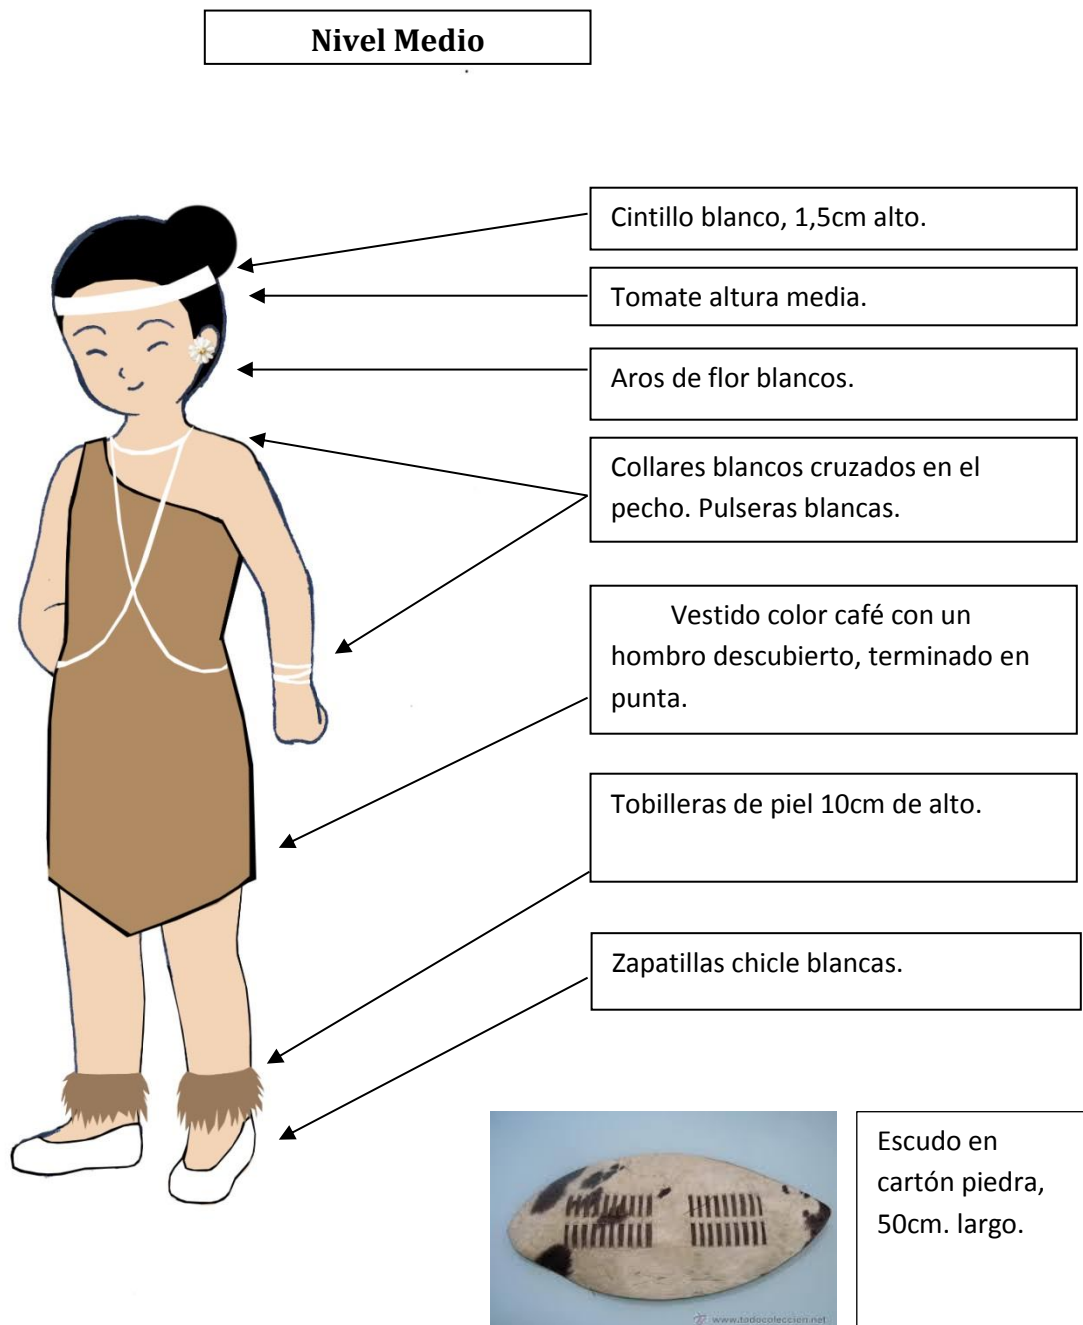 Nivel Medio
Cintillo blanco, 1,5cm alto.
Tomate altura media.
Aros de flor blancos.
Collares blancos cruzados en el
pecho. Pulseras blancas.
Vestido color café con un
hombro descubierto, terminado en
punta.
Tobilleras de piel 10cm de alto.
Zapatillas chicle blancas.
Escudo en
cartón piedra,
50cm. largo.
www.todocoleccion.net